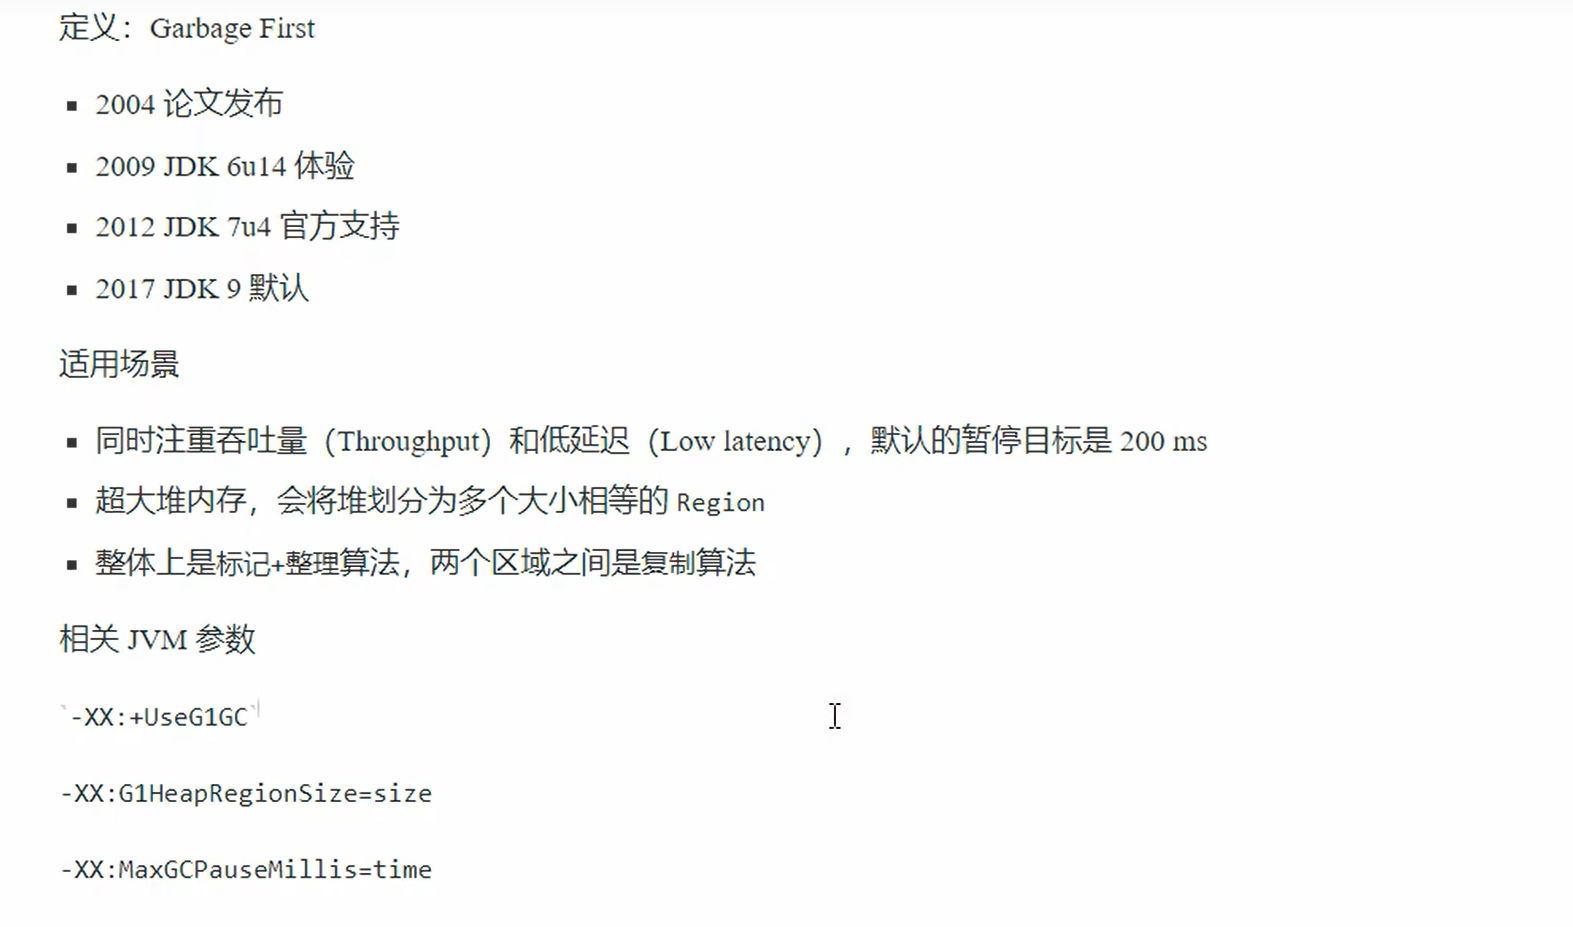 定义：Garbage First
▪ 2004 论文发布
▪ 2009 JDK 6u14 体验
▪ 2012 JDK 7u4 官方支持
▪ 2017 JDK 9 默认
适用场景
▪ 同时注重吞吐量（Throughput）和低延迟（Low latency），默认的暂停目标是 200 ms
▪ 超大堆内存，会将堆划分为多个大小相等的 Region
▪ 整体上是标记+整理算法，两个区域之间是复制算法
相关 JVM 参数
`-XX:+UseG1GC`
-XX:G1HeapRegionSize=size
-XX:MaxGCPauseMillis=time